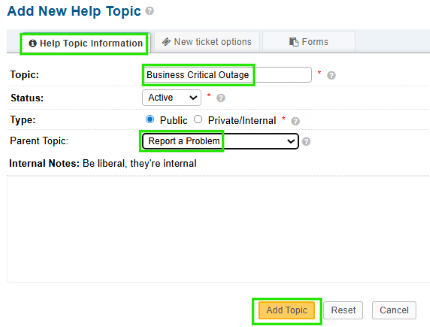 Add New Help Topic
Help Topic Information New ticket options Forms
Topic: Business Critical Outage *
Status: Active *
Type: Public Private/Internal *
Parent Topic: Report a Problem
Internal Notes: Be liberal, they're internal
Add Topic Reset Cancel